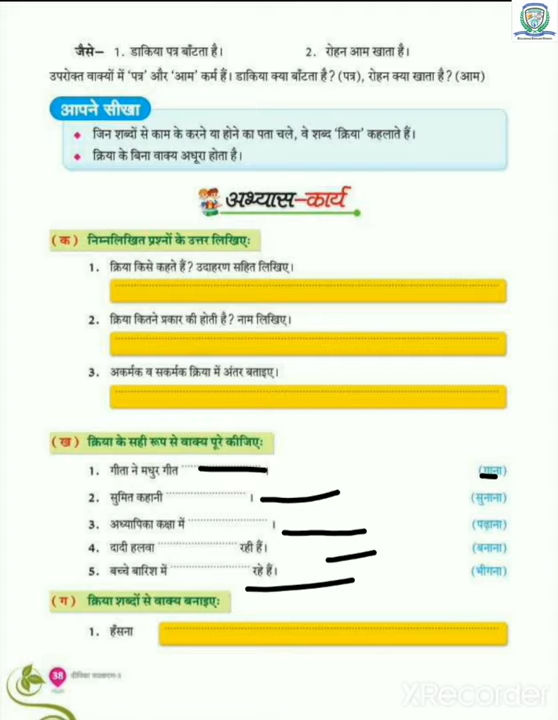 जैसे– 1. डाकिया पत्र बाँटता है। 2. रोहन आम खाता है।
उपरोक्त वाक्यों में 'पत्र' और 'आम' कर्म हैं। डाकिया क्या बाँटता है? (पत्र), रोहन क्या खाता है? (आम)
आपने सीखा
जिन शब्दों से काम के करने या होने का पता चले, वे शब्द 'क्रिया' कहलाते हैं।
क्रिया के बिना वाक्य अधूरा होता है।
अभ्यास-कार्य
(क) निम्नलिखित प्रश्नों के उत्तर लिखिए:
1. क्रिया किसे कहते हैं? उदाहरण सहित लिखिए।
2. क्रिया कितने प्रकार की होती है? नाम लिखिए।
3. अकर्मक व सकर्मक क्रिया में अंतर बताइए।
(ख) क्रिया के सही रूप से वाक्य पूरे कीजिए:
1. गीता ने मधुर गीत । (गाना)
2. सुमित कहानी । (सुनाना)
3. अध्यापिका कक्षा में । (पढ़ाना)
4. दादी हलवा रही हैं। (बनाना)
5. बच्चे बारिश में रहे हैं। (भीगना)
(ग) क्रिया शब्दों से वाक्य बनाइए:
1. हँसना
38
XRecorder